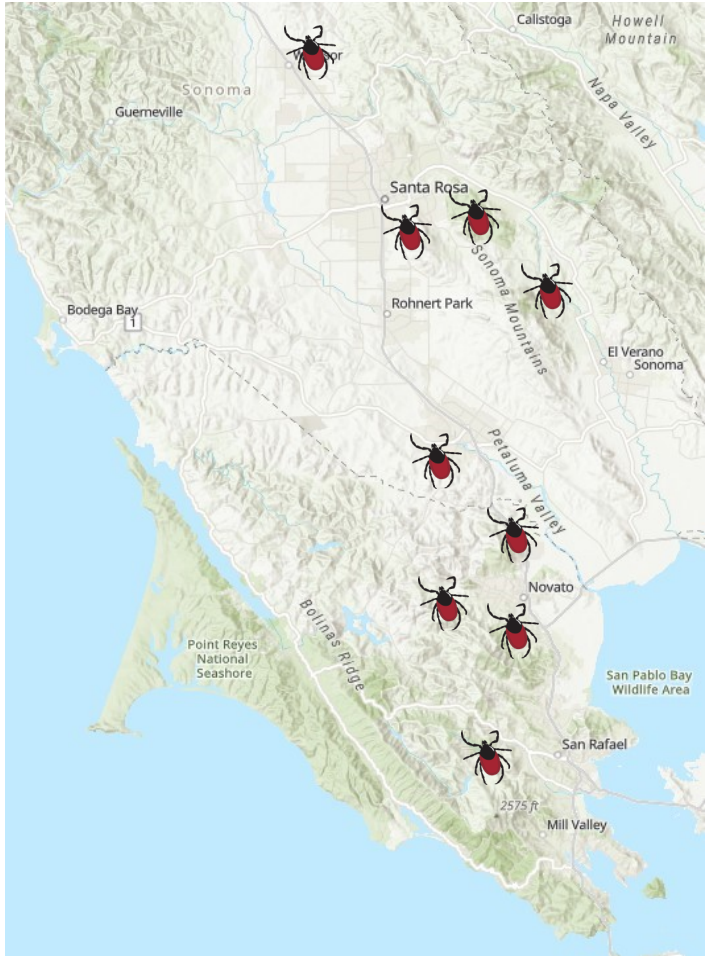 Calistoga
Howell
Mountain
W
or
Sonoma
Napa Valley
Guerneville
Santa Rosa
Sonoma Mountains
Bodega Bay
1
Rohnert Park
El Verano
Sonoma
Petaluma Valley
Novato
Bolinas Ridge
Point Reyes
National
Seashore
San Pablo Bay
Wildlife Area
San Rafael
2575 ft
Mill Valley